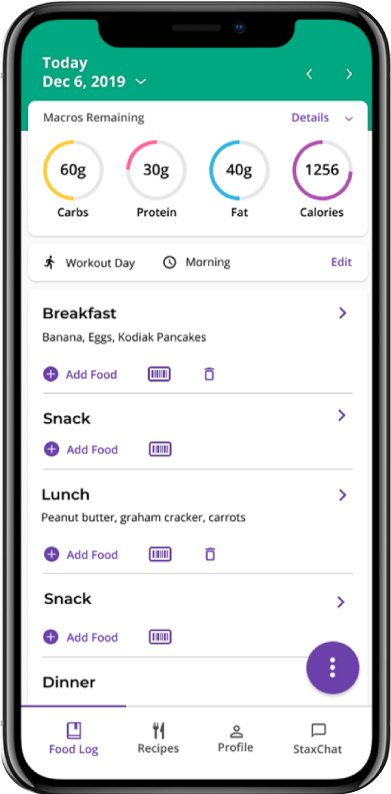 Today
Dec 6, 2019
Macros Remaining
Details
60g
30g
40g
1256
Carbs
Protein
Fat
Calories
Workout Day
Morning
Edit
Breakfast
Banana, Eggs, Kodiak Pancakes
Add Food
Snack
Add Food
Lunch
Peanut butter, graham cracker, carrots
Add Food
Snack
Add Food
Dinner
Food Log
Recipes
Profile
StaxChat